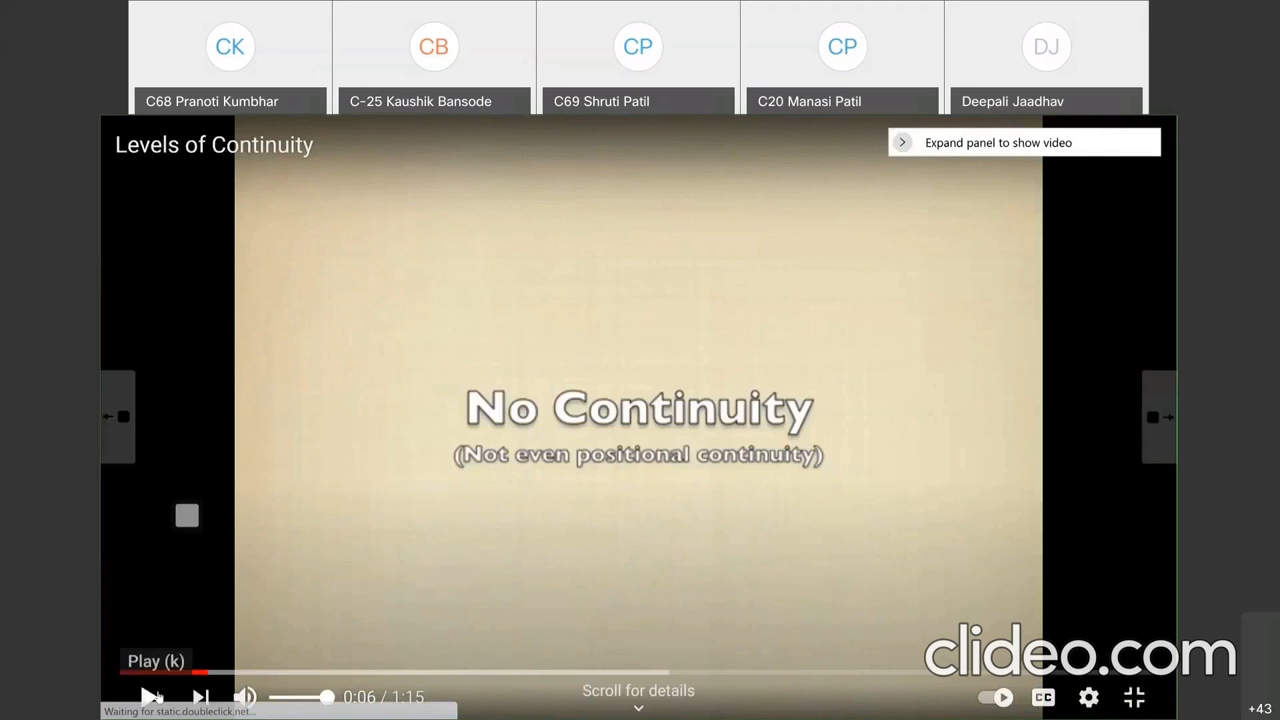 CK
CB
CP
CP
DJ
C68 Pranoti Kumbhar
C-25 Kaushik Bansode
C69 Shruti Patil
C20 Manasi Patil
Deepali Jaadhav
Levels of Continuity
Expand panel to show video
No Continuity
(Not even positional continuity)
clideo.com
Play (k)
0:06 / 1:15
Scroll for details
CC
Waiting for static.doubleclick.net...
+43